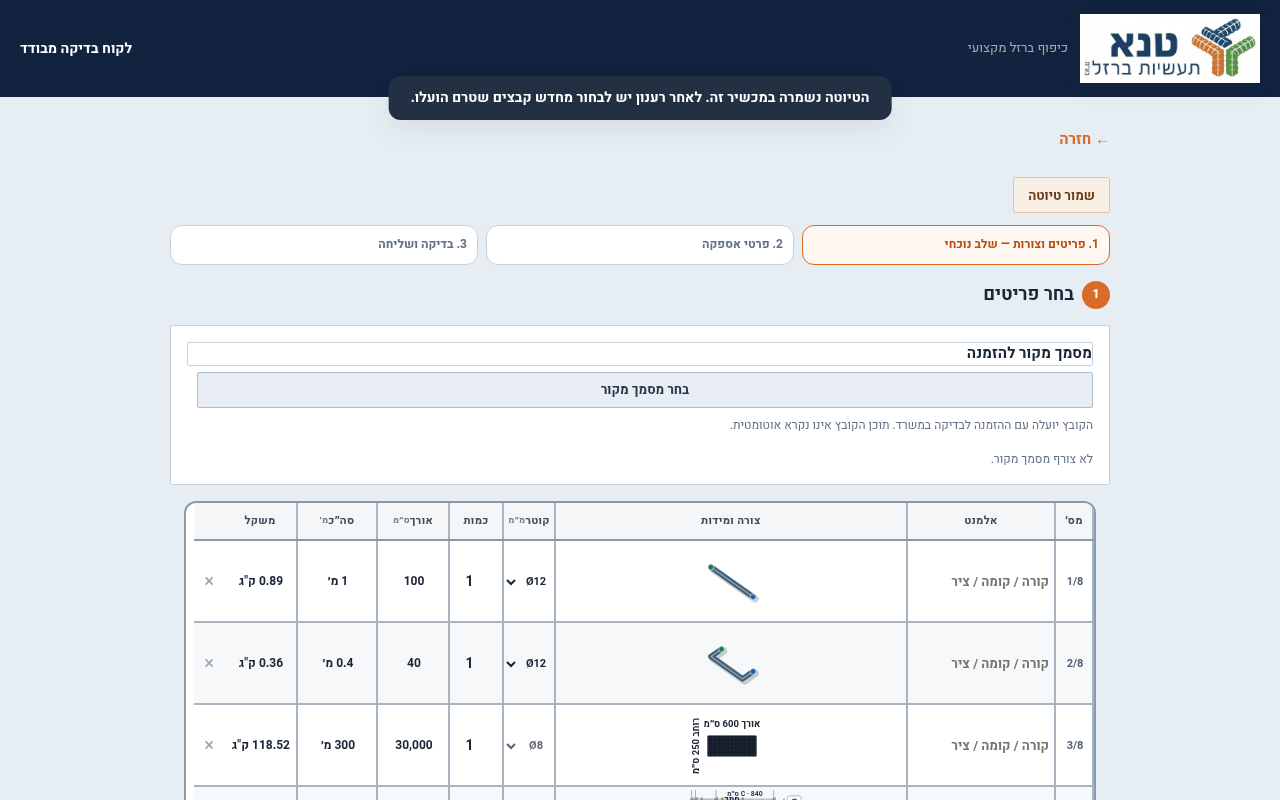 טנא
תעשיות ברזל
כיפוף ברזל מקצועי
לקוח בדיקה מבודד
הטיוטה נשמרה במכשיר זה. לאחר רענון יש לבחור מחדש קבצים שטרם הועלו.
← חזרה
שמור טיוטה
1. פריטים וצורות — שלב נוכחי
2. פרטי אספקה
3. בדיקה ושליחה
1 בחר פריטים
מסמך מקור להזמנה
בחר מסמך מקור
הקובץ יועלה עם ההזמנה לבדיקה במשרד. תוכן הקובץ אינו נקרא אוטומטית.
לא צורף מסמך מקור.
מס׳ אלמנט צורה ומידות קוטר מ״מ כמות אורך ס״מ סה״כ מ׳ משקל
1/8 קורה / קומה / ציר Ø12 1 100 1 מ׳ 0.89 ק"ג ×
2/8 קורה / קומה / ציר Ø12 1 40 0.4 מ׳ 0.36 ק"ג ×
3/8 קורה / קומה / ציר אורך 600 ס״מ רוחב 250 ס״מ Ø8 1 30,000 300 מ׳ 118.52 ק"ג ×
C · 840 ס״מ